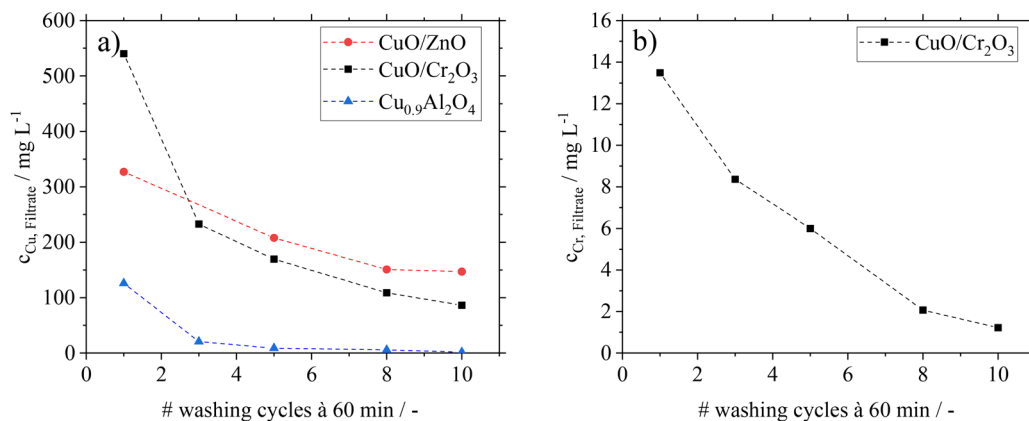 a)
CuO/ZnO
CuO/Cr₂O₃
Cu₀.₉Al₂O₄
600
500
400
300
200
100
0
0 2 4 6 8 10
c_Cu, Filtrate / mg L⁻¹
# washing cycles à 60 min / -
b)
CuO/Cr₂O₃
16
14
12
10
8
6
4
2
0
0 2 4 6 8 10
c_Cr, Filtrate / mg L⁻¹
# washing cycles à 60 min / -